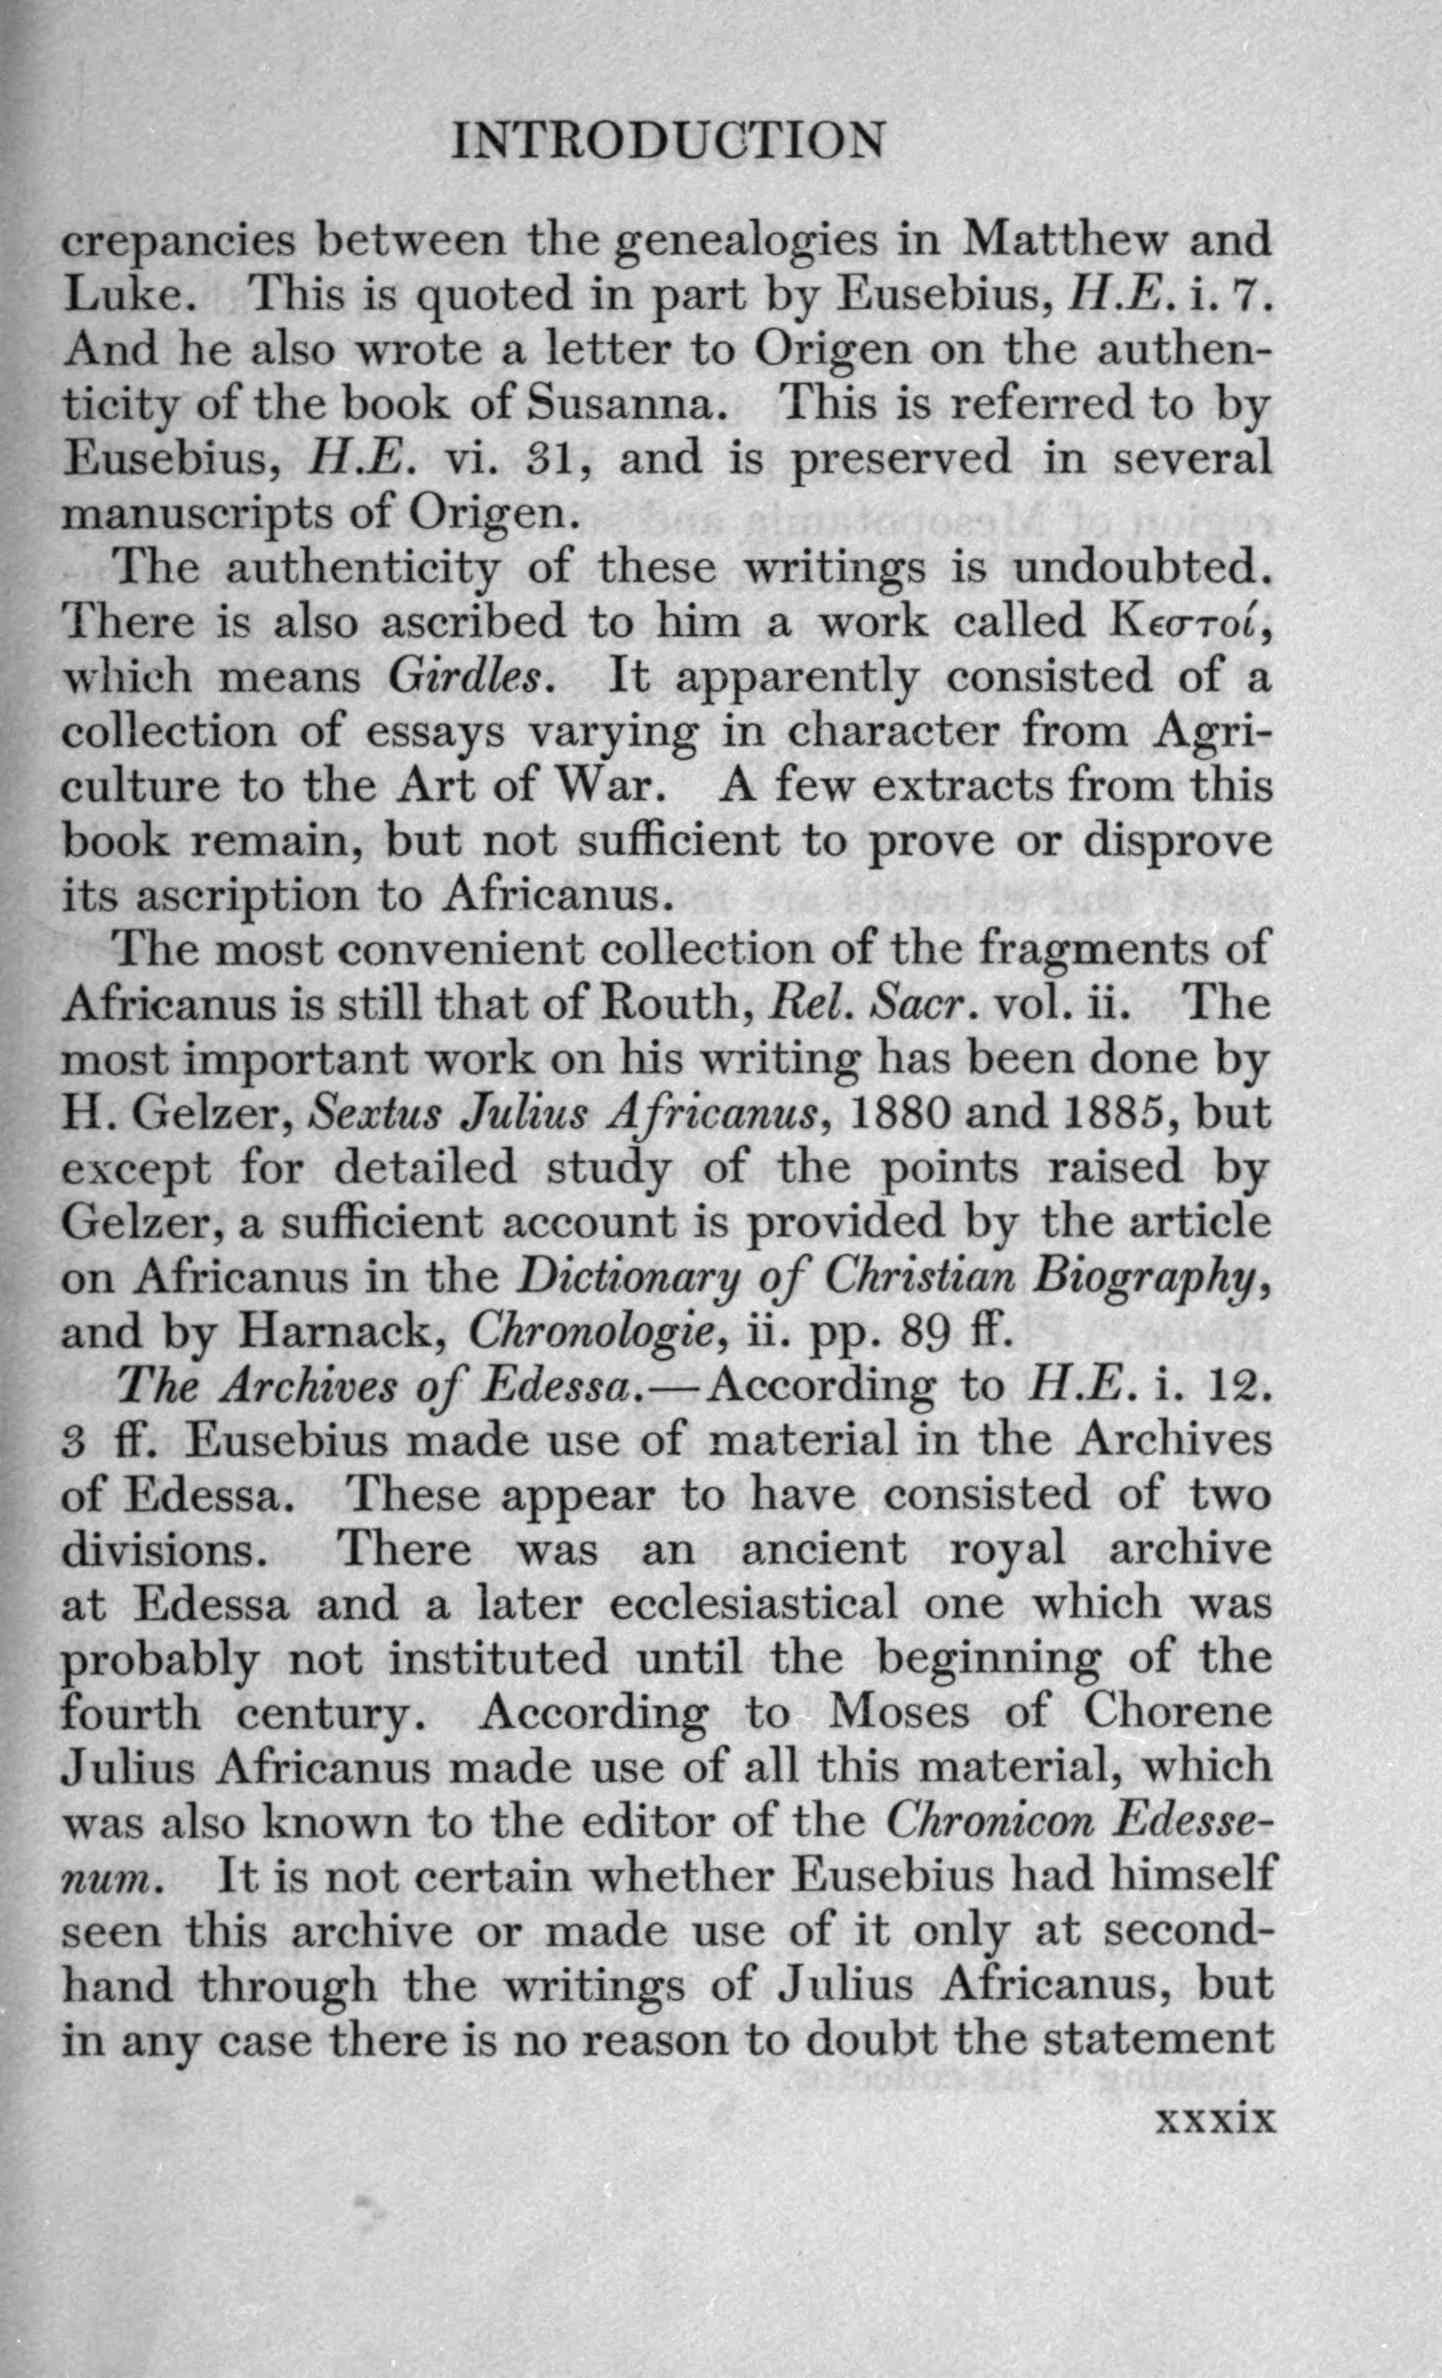 INTRODUCTION
crepancies between the genealogies in Matthew and
Luke. This is quoted in part by Eusebius, H.E. i. 7.
And he also wrote a letter to Origen on the authen-
ticity of the book of Susanna. This is referred to by
Eusebius, H.E. vi. 31, and is preserved in several
manuscripts of Origen.
The authenticity of these writings is undoubted.
There is also ascribed to him a work called Κεστοί,
which means Girdles. It apparently consisted of a
collection of essays varying in character from Agri-
culture to the Art of War. A few extracts from this
book remain, but not sufficient to prove or disprove
its ascription to Africanus.
The most convenient collection of the fragments of
Africanus is still that of Routh, Rel. Sacr. vol. ii. The
most important work on his writing has been done by
H. Gelzer, Sextus Julius Africanus, 1880 and 1885, but
except for detailed study of the points raised by
Gelzer, a sufficient account is provided by the article
on Africanus in the Dictionary of Christian Biography,
and by Harnack, Chronologie, ii. pp. 89 ff.
The Archives of Edessa.—According to H.E. i. 12.
3 ff. Eusebius made use of material in the Archives
of Edessa. These appear to have consisted of two
divisions. There was an ancient royal archive
at Edessa and a later ecclesiastical one which was
probably not instituted until the beginning of the
fourth century. According to Moses of Chorene
Julius Africanus made use of all this material, which
was also known to the editor of the Chronicon Edesse-
num. It is not certain whether Eusebius had himself
seen this archive or made use of it only at second-
hand through the writings of Julius Africanus, but
in any case there is no reason to doubt the statement
xxxix